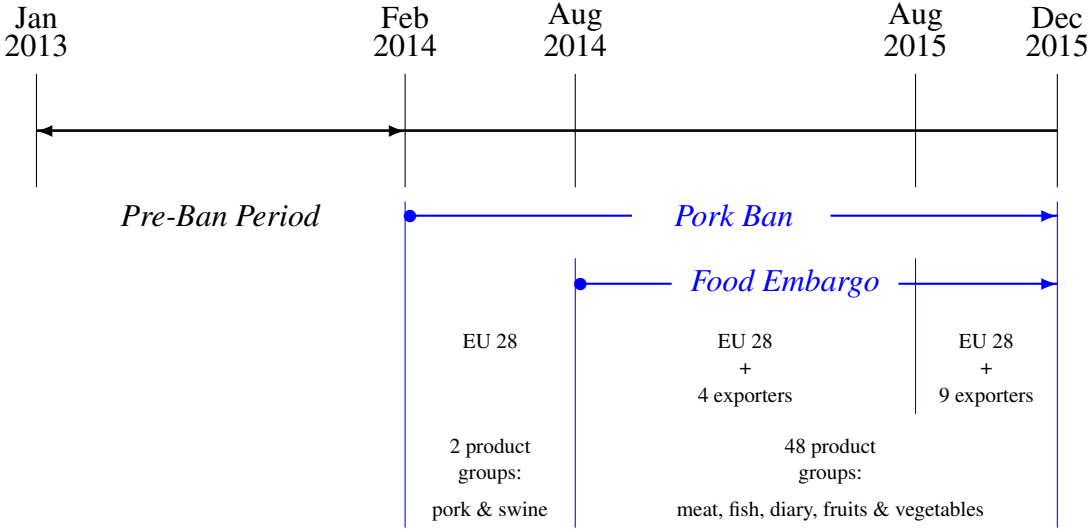 Jan
2013
Feb
2014
Aug
2014
Aug
2015
Dec
2015
Pre-Ban Period
Pork Ban
Food Embargo
EU 28
EU 28
+
4 exporters
EU 28
+
9 exporters
2 product
groups:
pork & swine
48 product
groups:
meat, fish, diary, fruits & vegetables